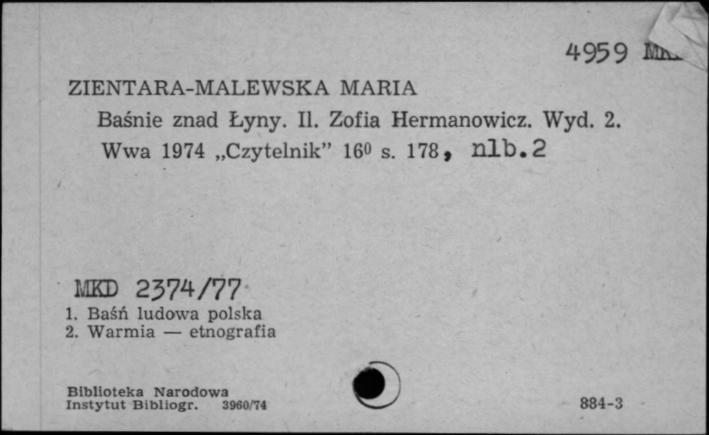 4959
ZIENTARA-MALEWSKA MARIA
Baśnie znad Łyny. Il. Zofia Hermanowicz. Wyd. 2.
Wwa 1974 „Czytelnik” 16⁰ s. 178, nlb.2
MKD 2374/77
1. Baśń ludowa polska
2. Warmia — etnografia
Biblioteka Narodowa
Instytut Bibliogr. 3960/74
884-3